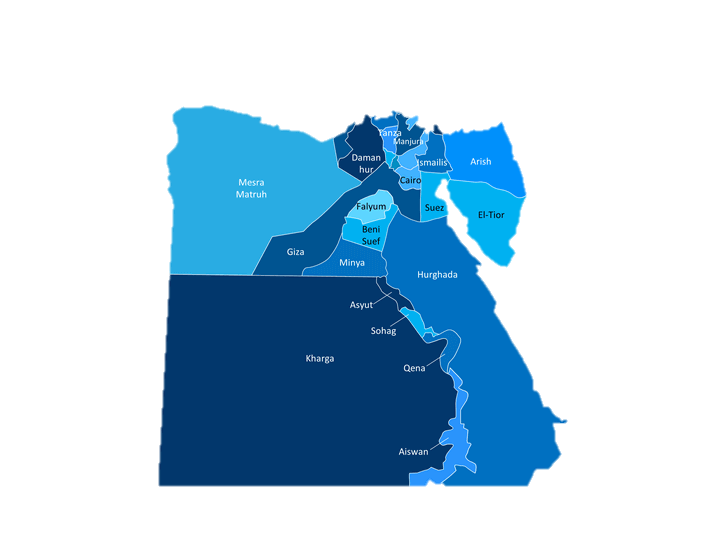 Tanza
Manjura
Daman
hur
Ismailis
Arish
Mesra
Matruh
Cairo
Falyum
Suez
El-Tior
Beni
Suef
Giza
Minya
Hurghada
Asyut
Sohag
Kharga
Qena
Aiswan